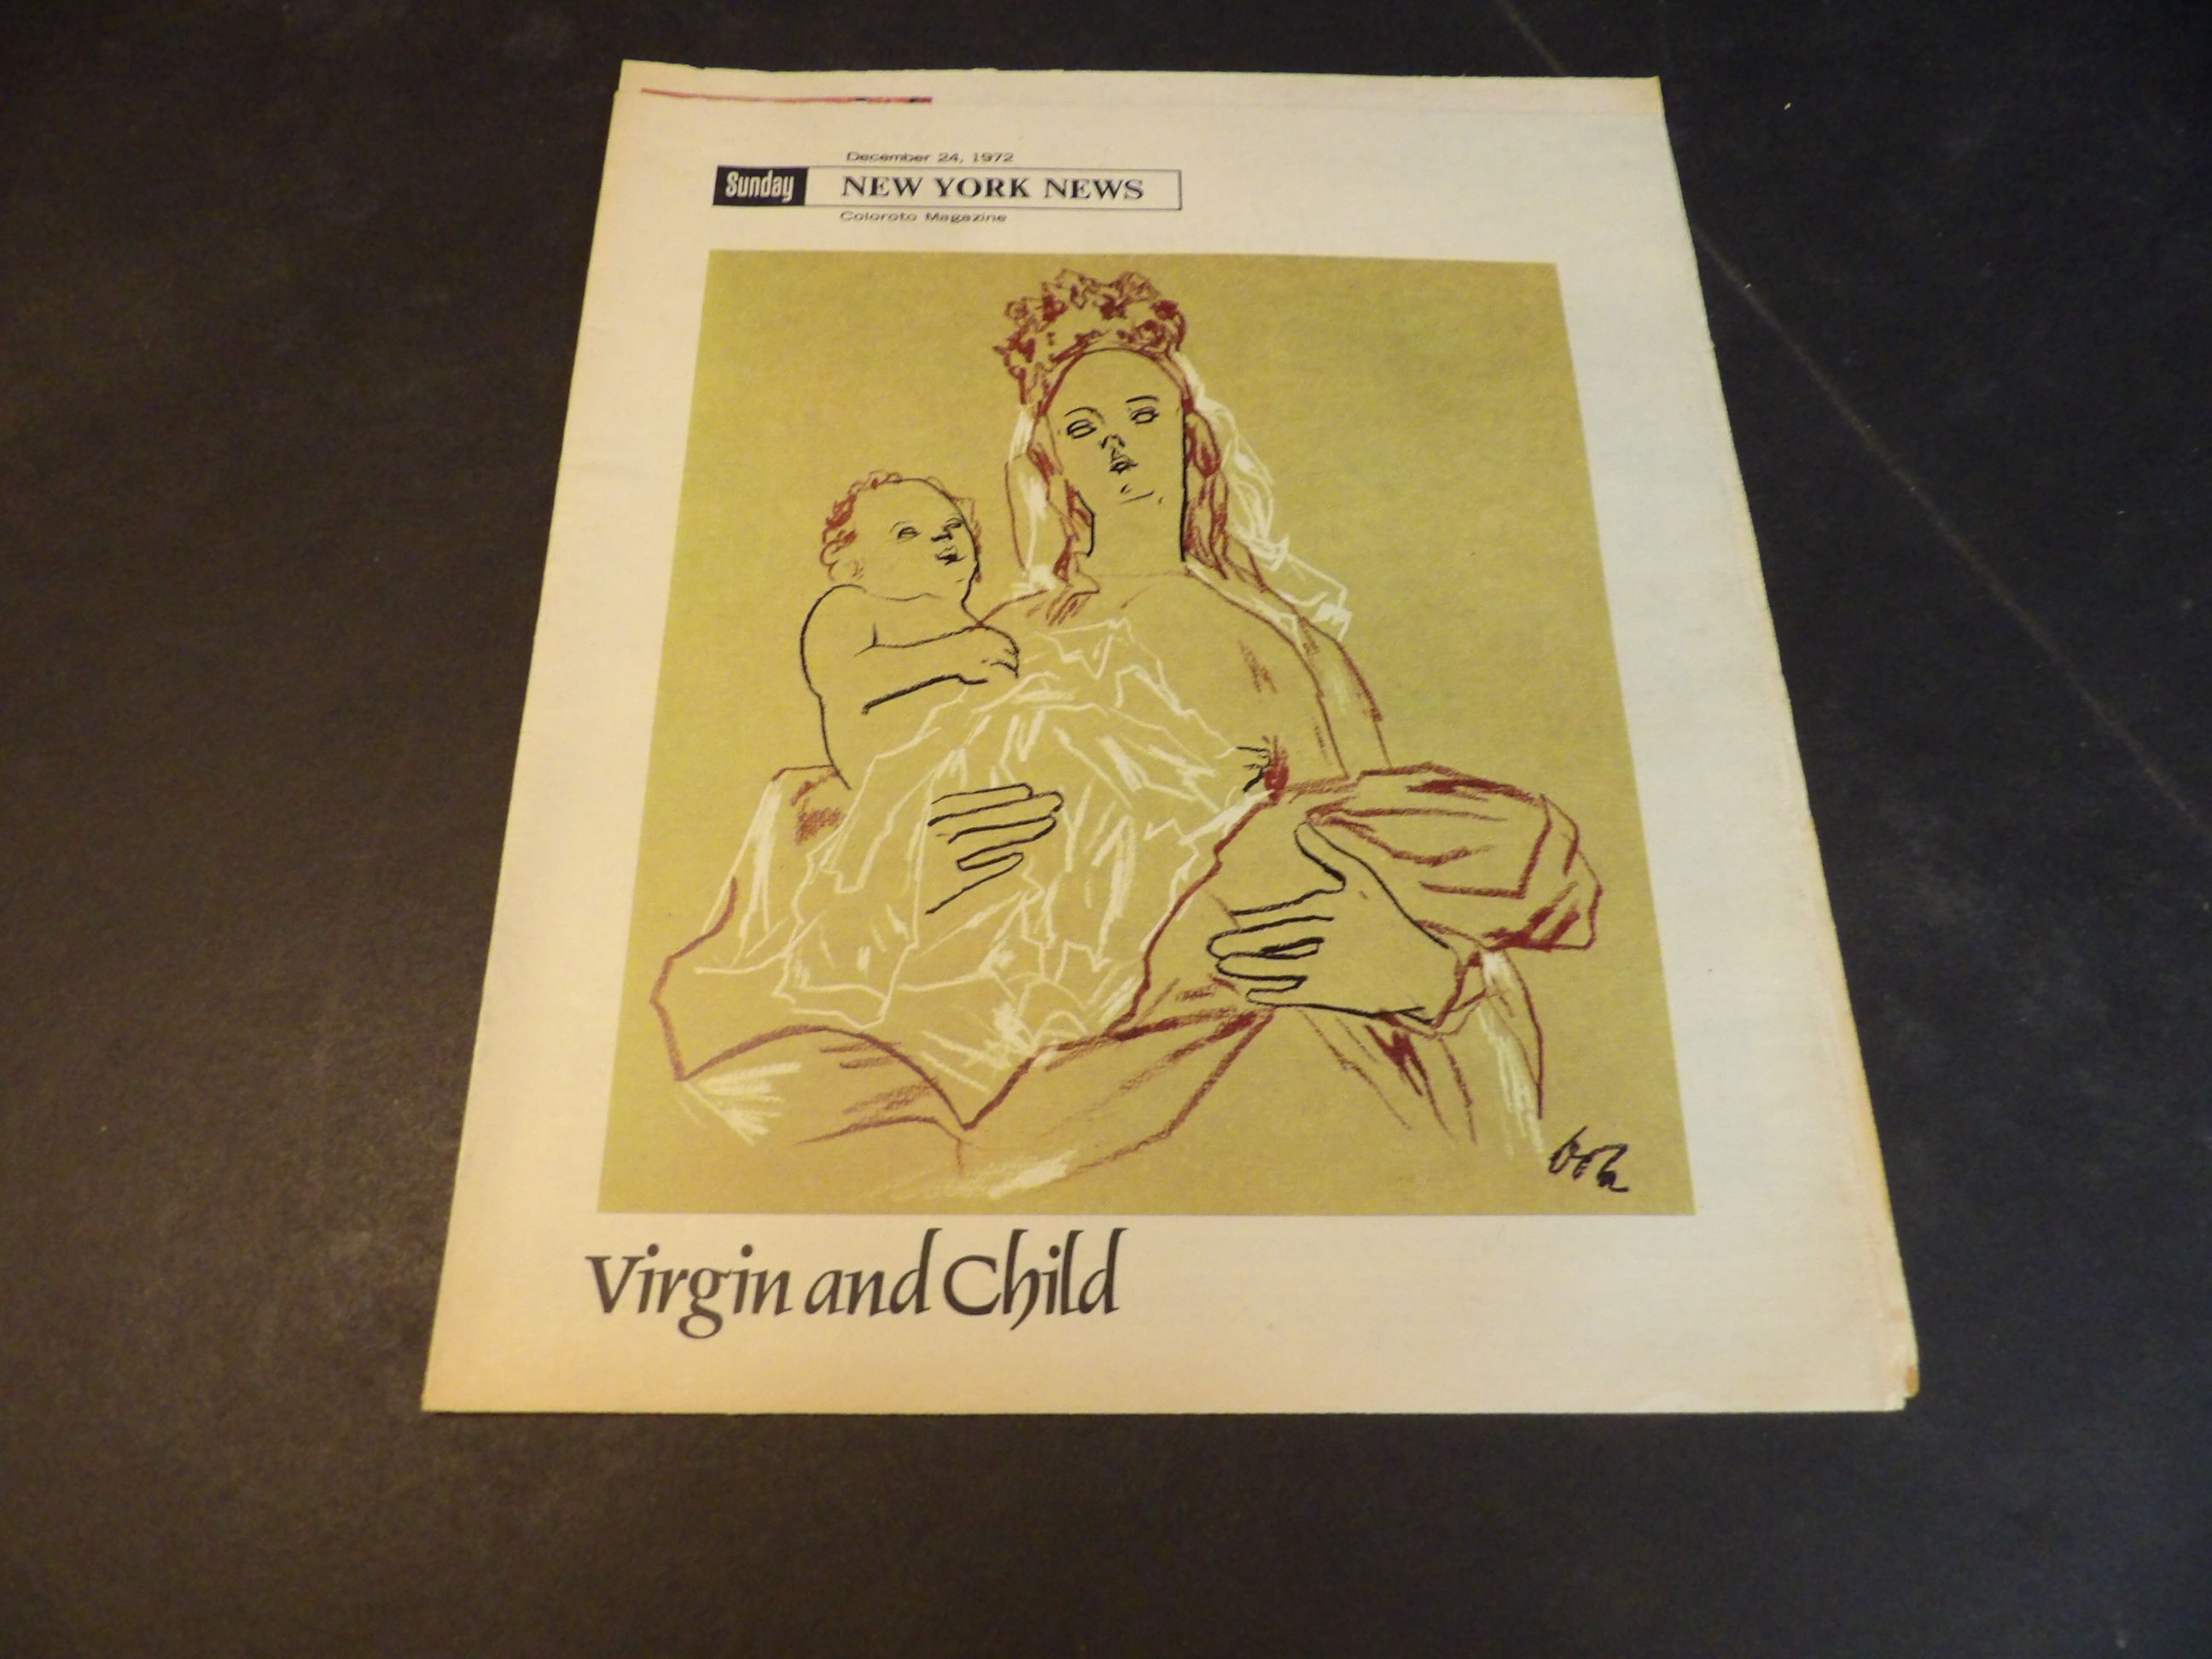 December 24, 1972
Sunday NEW YORK NEWS
Coloroto Magazine
Virgin and Child